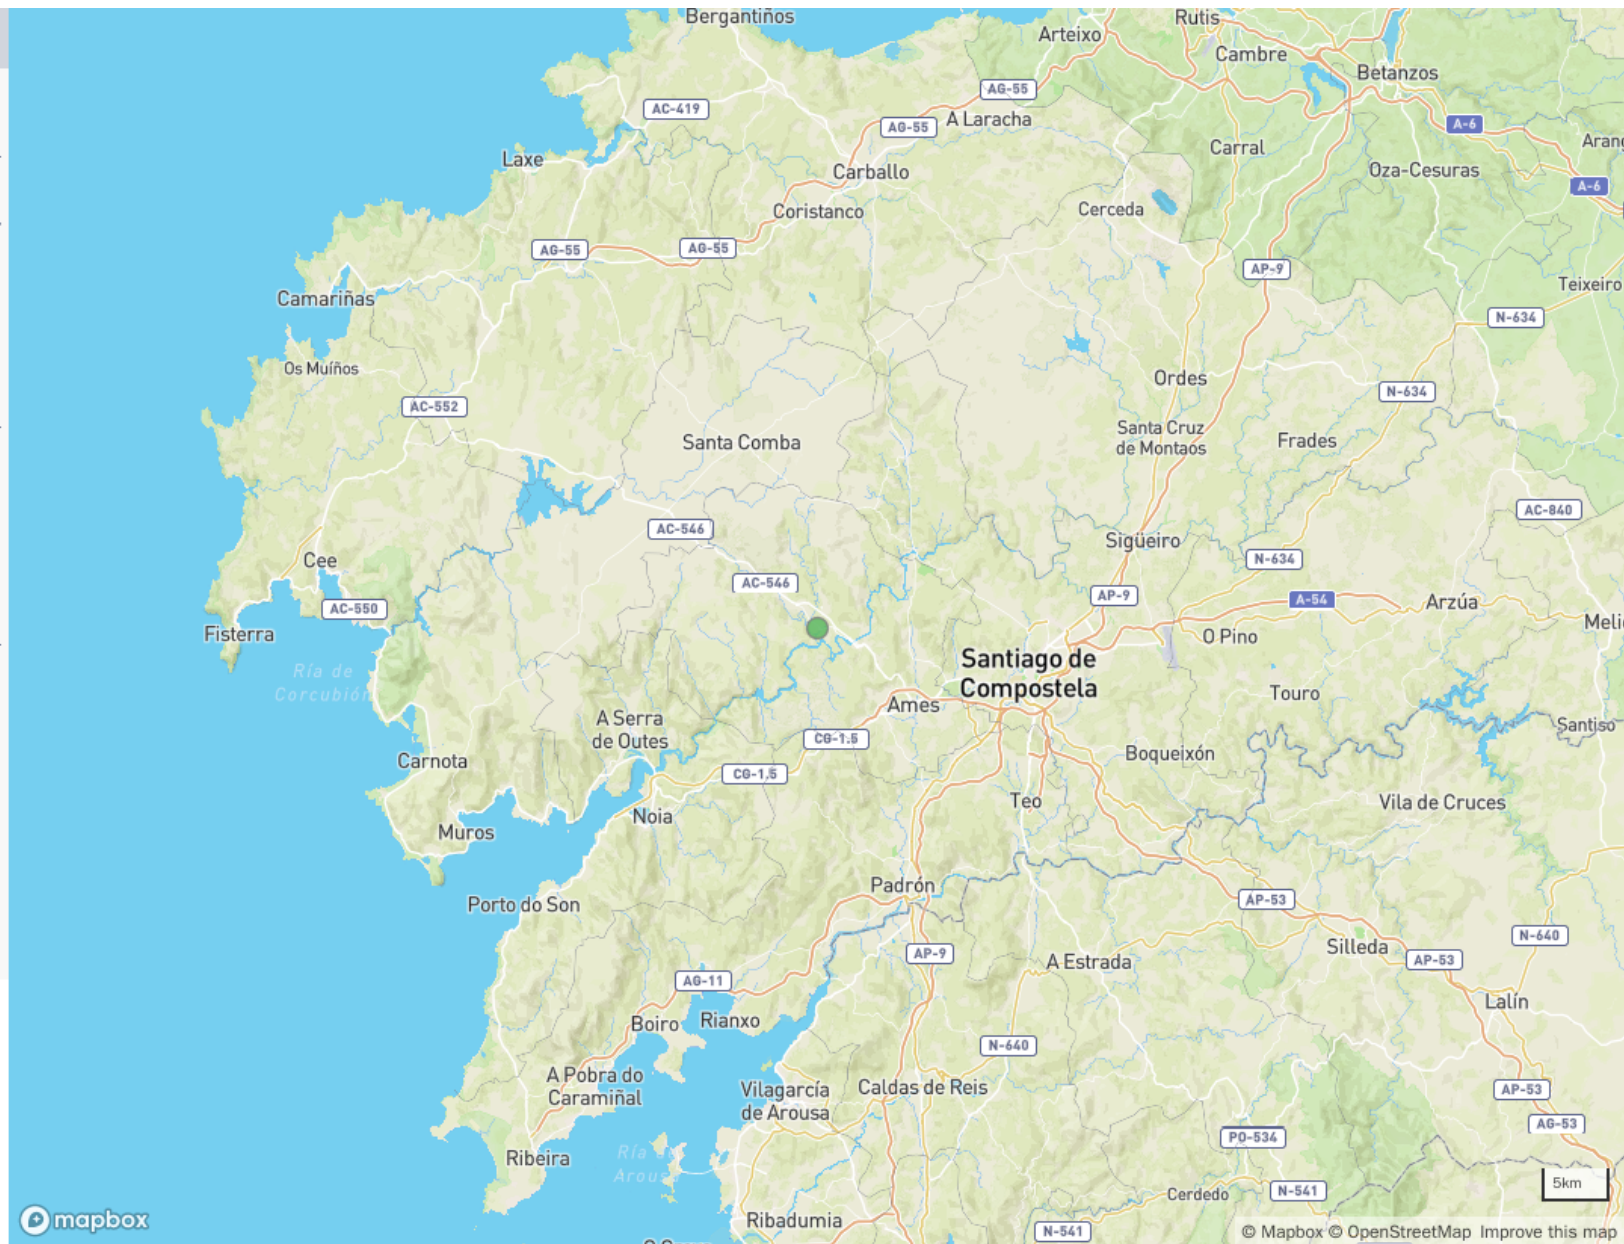 Bergantiños
Rutis
Arteixo
Cambre
Betanzos
AG-55
AC-419
A Laracha
AG-55
A-6
Carral
Laxe
Oza-Cesuras
Carballo
A-6
Coristanco
Cerceda
AG-55
AG-55
AP-9
Camariñas
Teixeiro
N-634
Os Muíños
Ordes
N-634
AC-552
Santa Comba
Santa Cruz
de Montaos
Frades
AC-840
AC-546
Sigüeiro
Cee
N-634
AC-546
AP-9
A-54
Arzúa
AC-550
Fisterra
O Pino
Ría de
Corcubión
Santiago de
Compostela
Touro
Ames
A Serra
de Outes
Santiso
CG-1.5
Boqueixón
Carnota
CG-1.5
Teo
Vila de Cruces
Noia
Muros
Padrón
Porto do Son
AP-53
N-640
Silleda
AP-9
A Estrada
AP-53
AG-11
Lalín
Boiro
Rianxo
N-640
A Pobra do
Caramiñal
Vilagarcía
de Arousa
Caldas de Reis
AP-53
AG-53
PO-534
Ribeira
5km
Cerdedo
N-541
mapbox
Ribadumia
N-541
© Mapbox © OpenStreetMap Improve this map